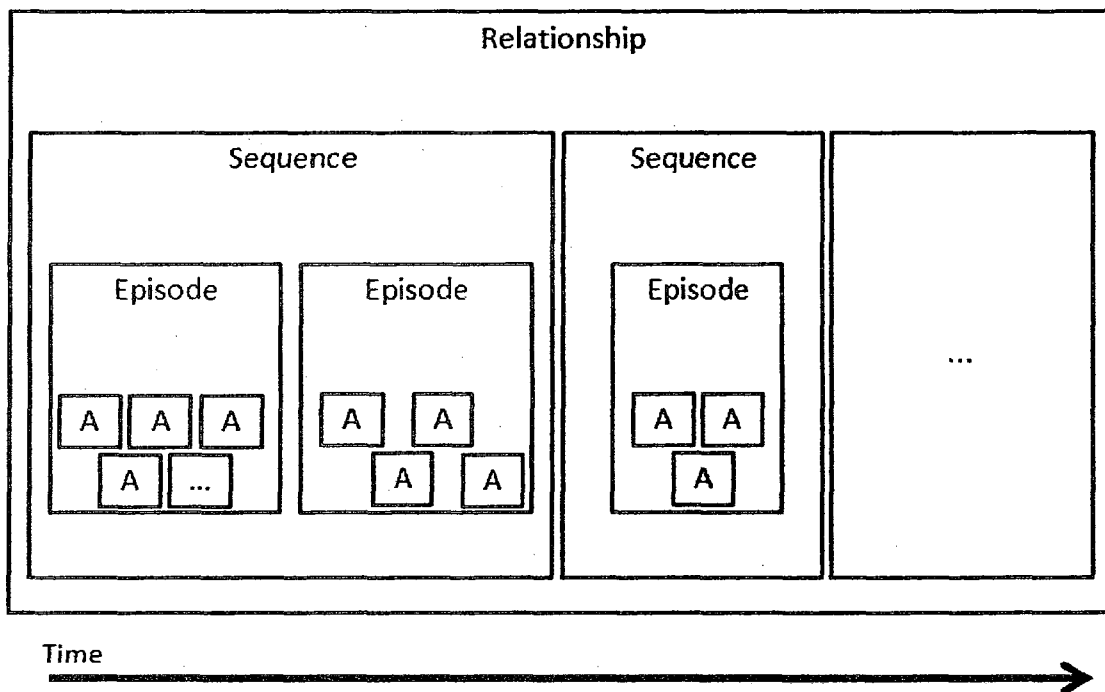 Relationship
Sequence Sequence
Episode Episode Episode
...
A A A A A A A
A ... A A A
Time